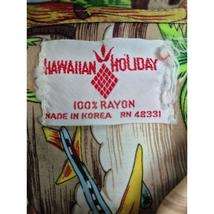 HAWAIIAN HOLIDAY
100% RAYON
MADE IN KOREA RN 48331